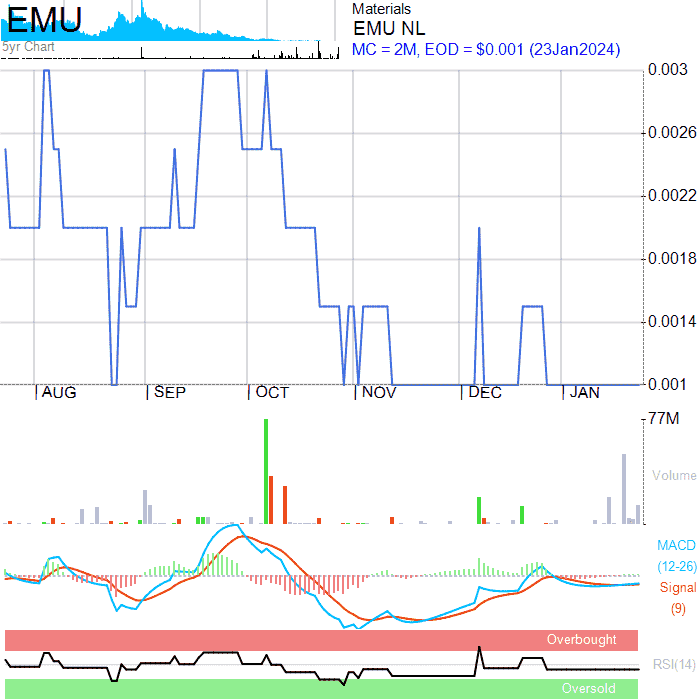 EMU
5yr Chart
Materials
EMU NL
MC = 2M, EOD = $0.001 (23Jan2024)
0.003
0.0026
0.0022
0.0018
0.0014
0.001
AUG SEP OCT NOV DEC JAN
77M
Volume
MACD
(12-26)
Signal
(9)
Overbought
RSI(14)
Oversold